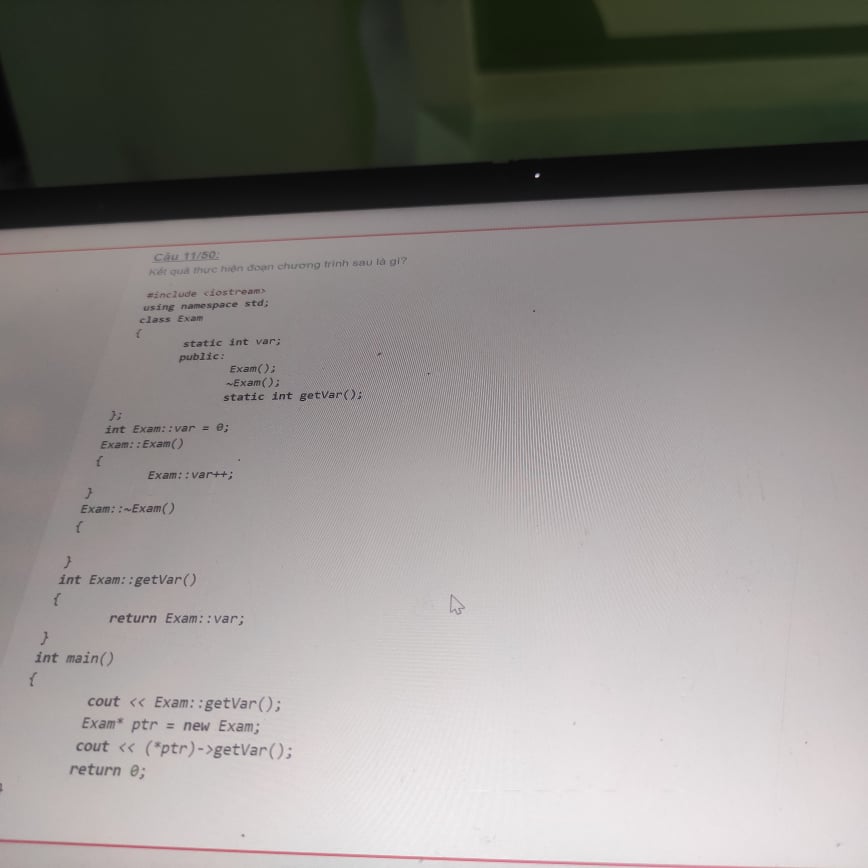 Câu 11/50:
Kết quả thực hiện đoạn chương trình sau là gì?
#include <iostream>
using namespace std;
class Exam
{
static int var;
public:
Exam();
~Exam();
static int getVar();
};
int Exam::var = 0;
Exam::Exam()
{
Exam::var++;
}
Exam::~Exam()
{
}
int Exam::getVar()
{
return Exam::var;
}
int main()
{
cout << Exam::getVar();
Exam* ptr = new Exam;
cout << (*ptr)->getVar();
return 0;